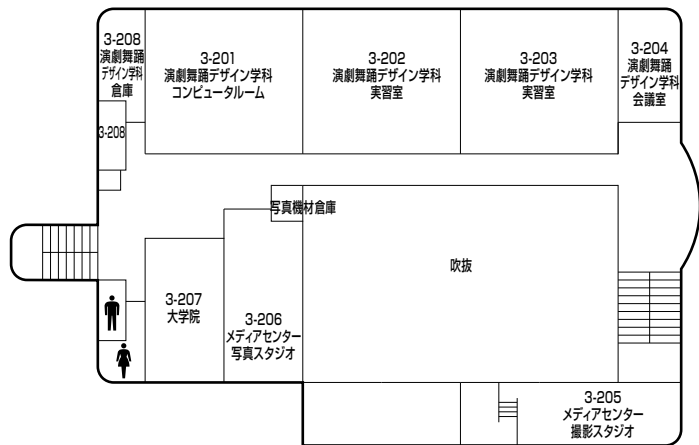 3-208
演劇舞踊
デザイン学科
倉庫
3-201
演劇舞踊デザイン学科
コンピュータルーム
3-202
演劇舞踊デザイン学科
実習室
3-203
演劇舞踊デザイン学科
実習室
3-204
演劇舞踊
デザイン学科
会議室
3-208
写真機材倉庫
吹抜
3-207
大学院
3-206
メディアセンター
写真スタジオ
3-205
メディアセンター
撮影スタジオ